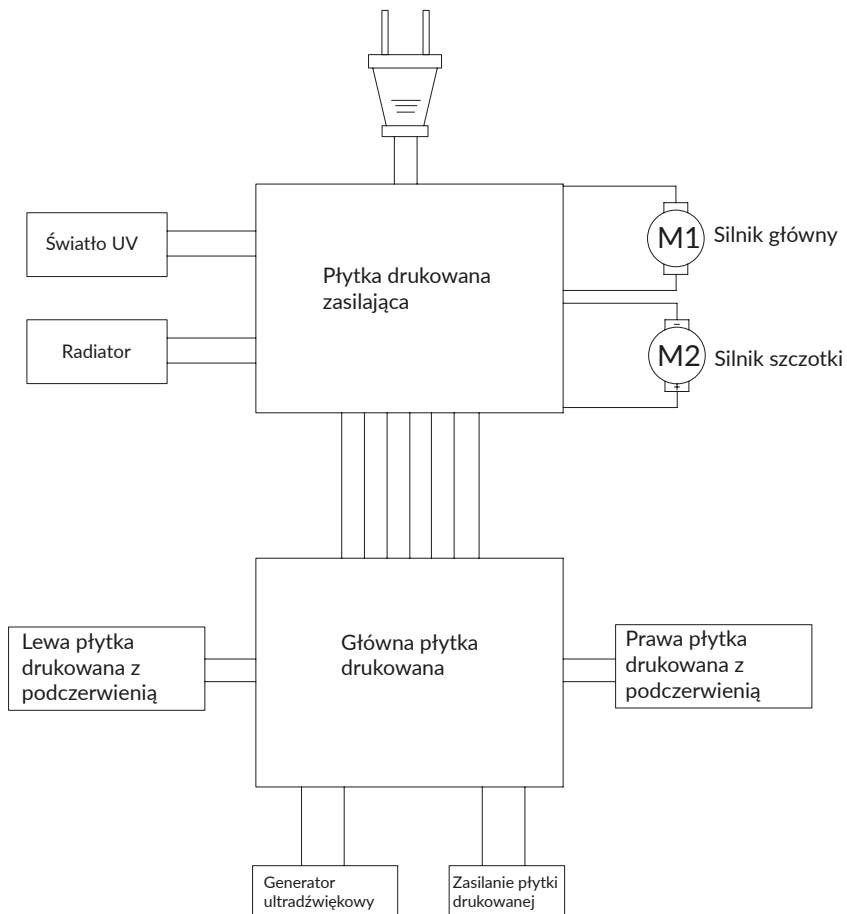 Światło UV
Radiator
Płytka drukowana
zasilająca
M1
Silnik główny
-
M2
+
Silnik szczotki
Lewa płytka
drukowana z
podczerwienią
Główna płytka
drukowana
Prawa płytka
drukowana z
podczerwienią
Generator
ultradźwiękowy
Zasilanie płytki
drukowanej